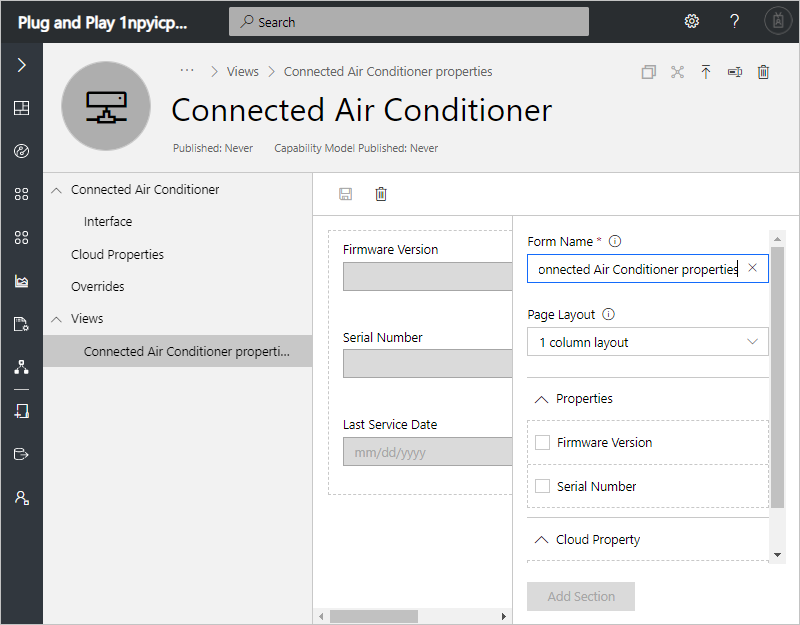 Plug and Play 1npyicp...
Search
?
... > Views > Connected Air Conditioner properties
Connected Air Conditioner
Published: Never Capability Model Published: Never
Connected Air Conditioner
Interface
Cloud Properties
Overrides
Views
Connected Air Conditioner properti...
Firmware Version
Serial Number
Last Service Date
mm/dd/yyyy
Form Name *
onnected Air Conditioner properties
Page Layout
1 column layout
Properties
Firmware Version
Serial Number
Cloud Property
Add Section